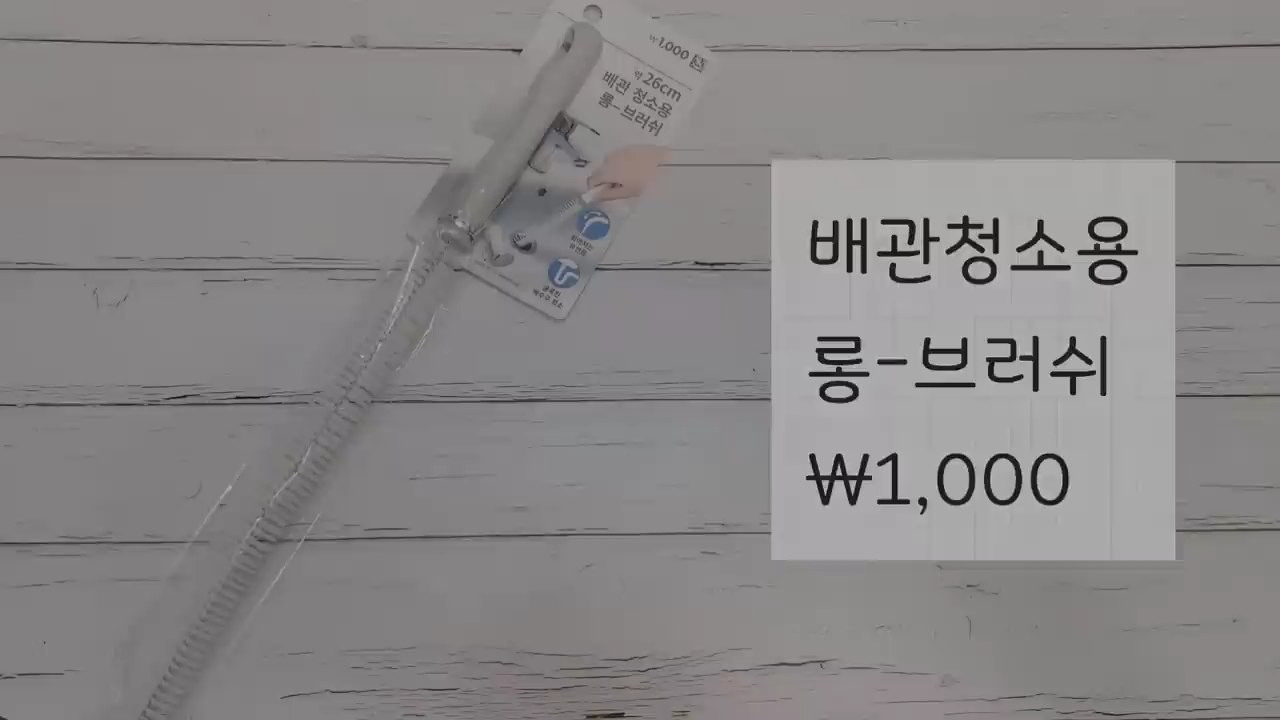 ₩1,000
약 26cm
배관 청소용
롱-브러쉬
배관청소용
롱-브러쉬
₩1,000